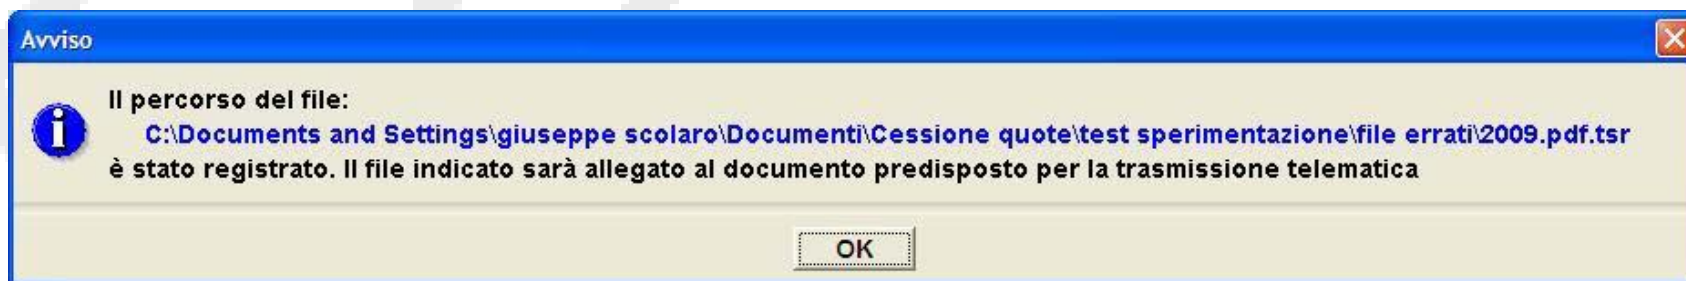 Avviso
Il percorso del file:
C:\Documents and Settings\giuseppe scolaro\Documenti\Cessione quote\test sperimentazione\file errati\2009.pdf.tsr
è stato registrato. Il file indicato sarà allegato al documento predisposto per la trasmissione telematica
OK